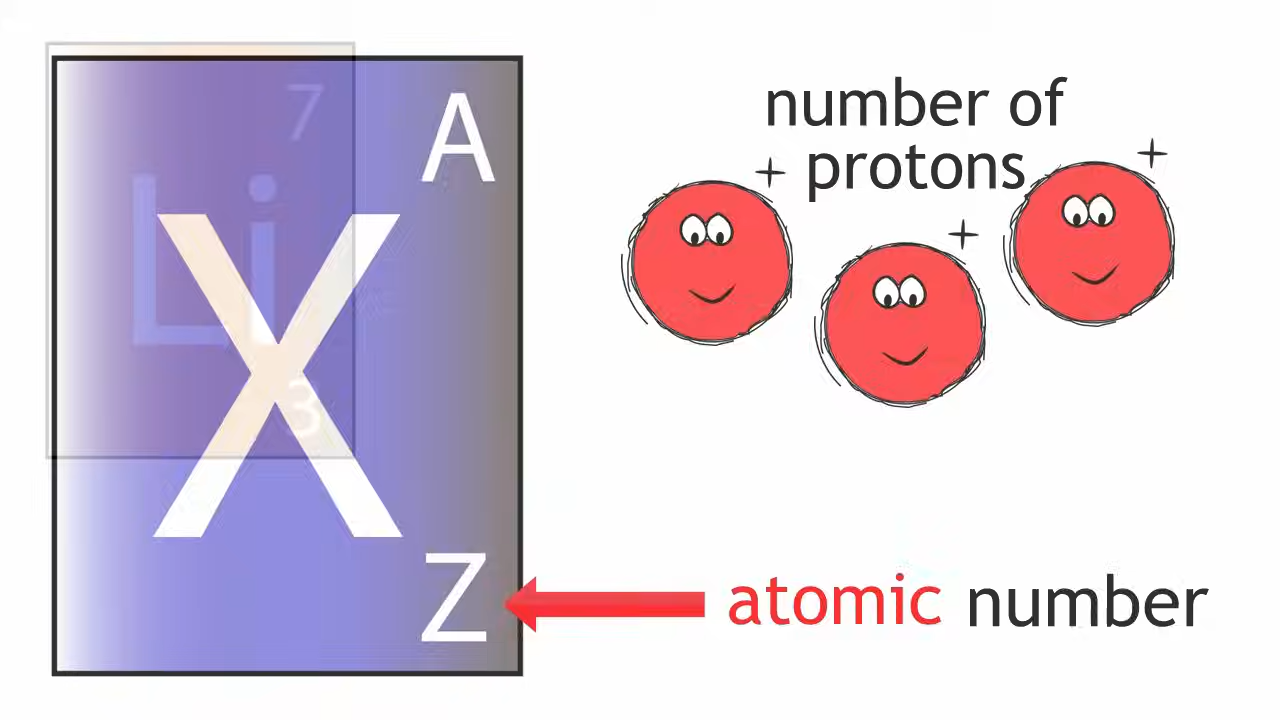 A
7
Li
X
3
Z
number of
protons
+
+
+
atomic number